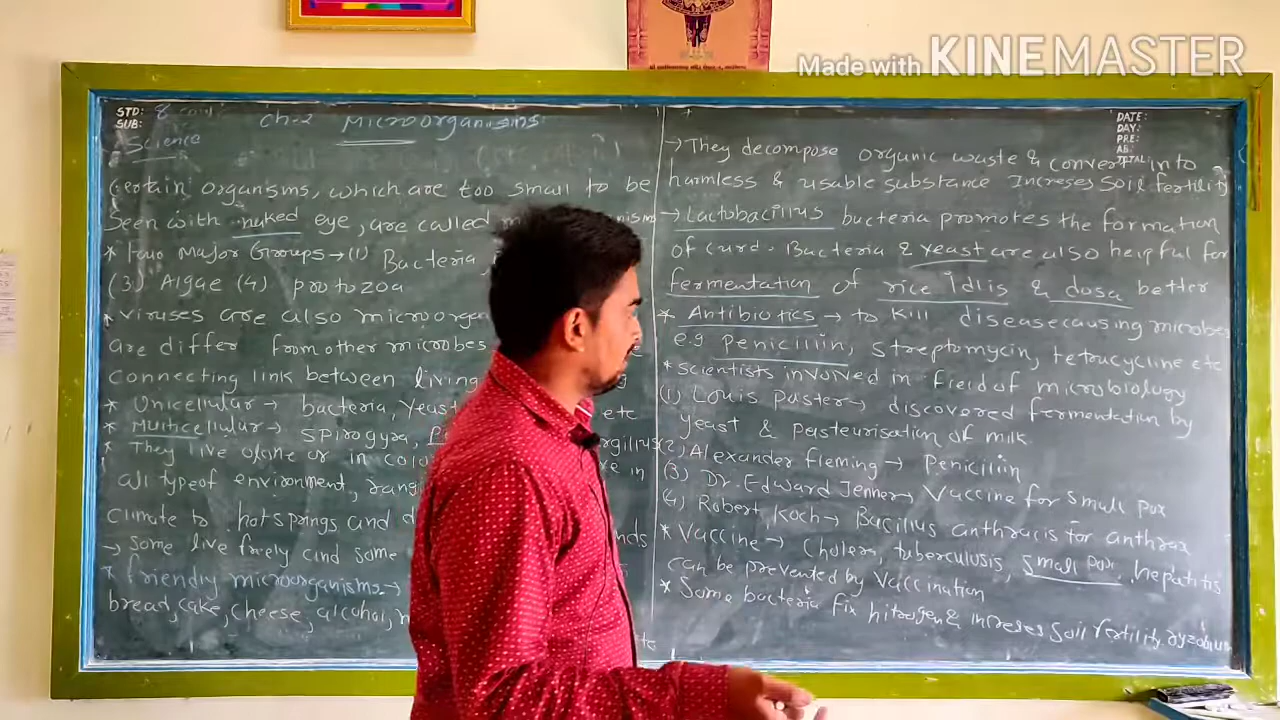 Made with KINEMASTER
STD: 8
SUB:
Science
Ch-2 Microorganisms
DATE:
DAY:
PRE:
AB:
TOTAL:
Certain organisms, which are too small to be
seen with naked eye, are called
* Four Major Groups → (1) Bacteria,
(3) Algae (4) protozoa
* Viruses are also microorgan
are differ from other microbes
connecting link between living
* Unicellular → bacteria, Yeast etc
* Multicellular → Spirogyra,
* They live alone or in colo re in
all type of environment, rang
climate to hot springs and d
→ Some live freely and some
* friendly microorganisms →
bread, cake, cheese, alcohol,
→ They decompose organic waste & convert into
harmless & usable substance Increses soil fertility
→ Lactobacillus bacteria promotes the formation
of curd. Bacteria & yeast are also helpful for
fermentation of rice Idlis & dosa better
* Antibiotics → to kill disease causing microbes
e.g penicillin, streptomycin, tetracycline etc
* scientists involved in field of microbiology
(1) Louis Paster → discovered fermentation by
yeast & pasteurisation of milk
(2) Alexander fleming → Penicillin
(3) Dr. Edward Jenner → Vaccine for small pox
(4) Robert Koch → Bacillus anthracis for anthrax
* Vaccine → Cholera, tuberculusis, small pox, hepatitis
can be prevented by Vaccination
* Some bacteria fix nitrogen & increses soil fertility.